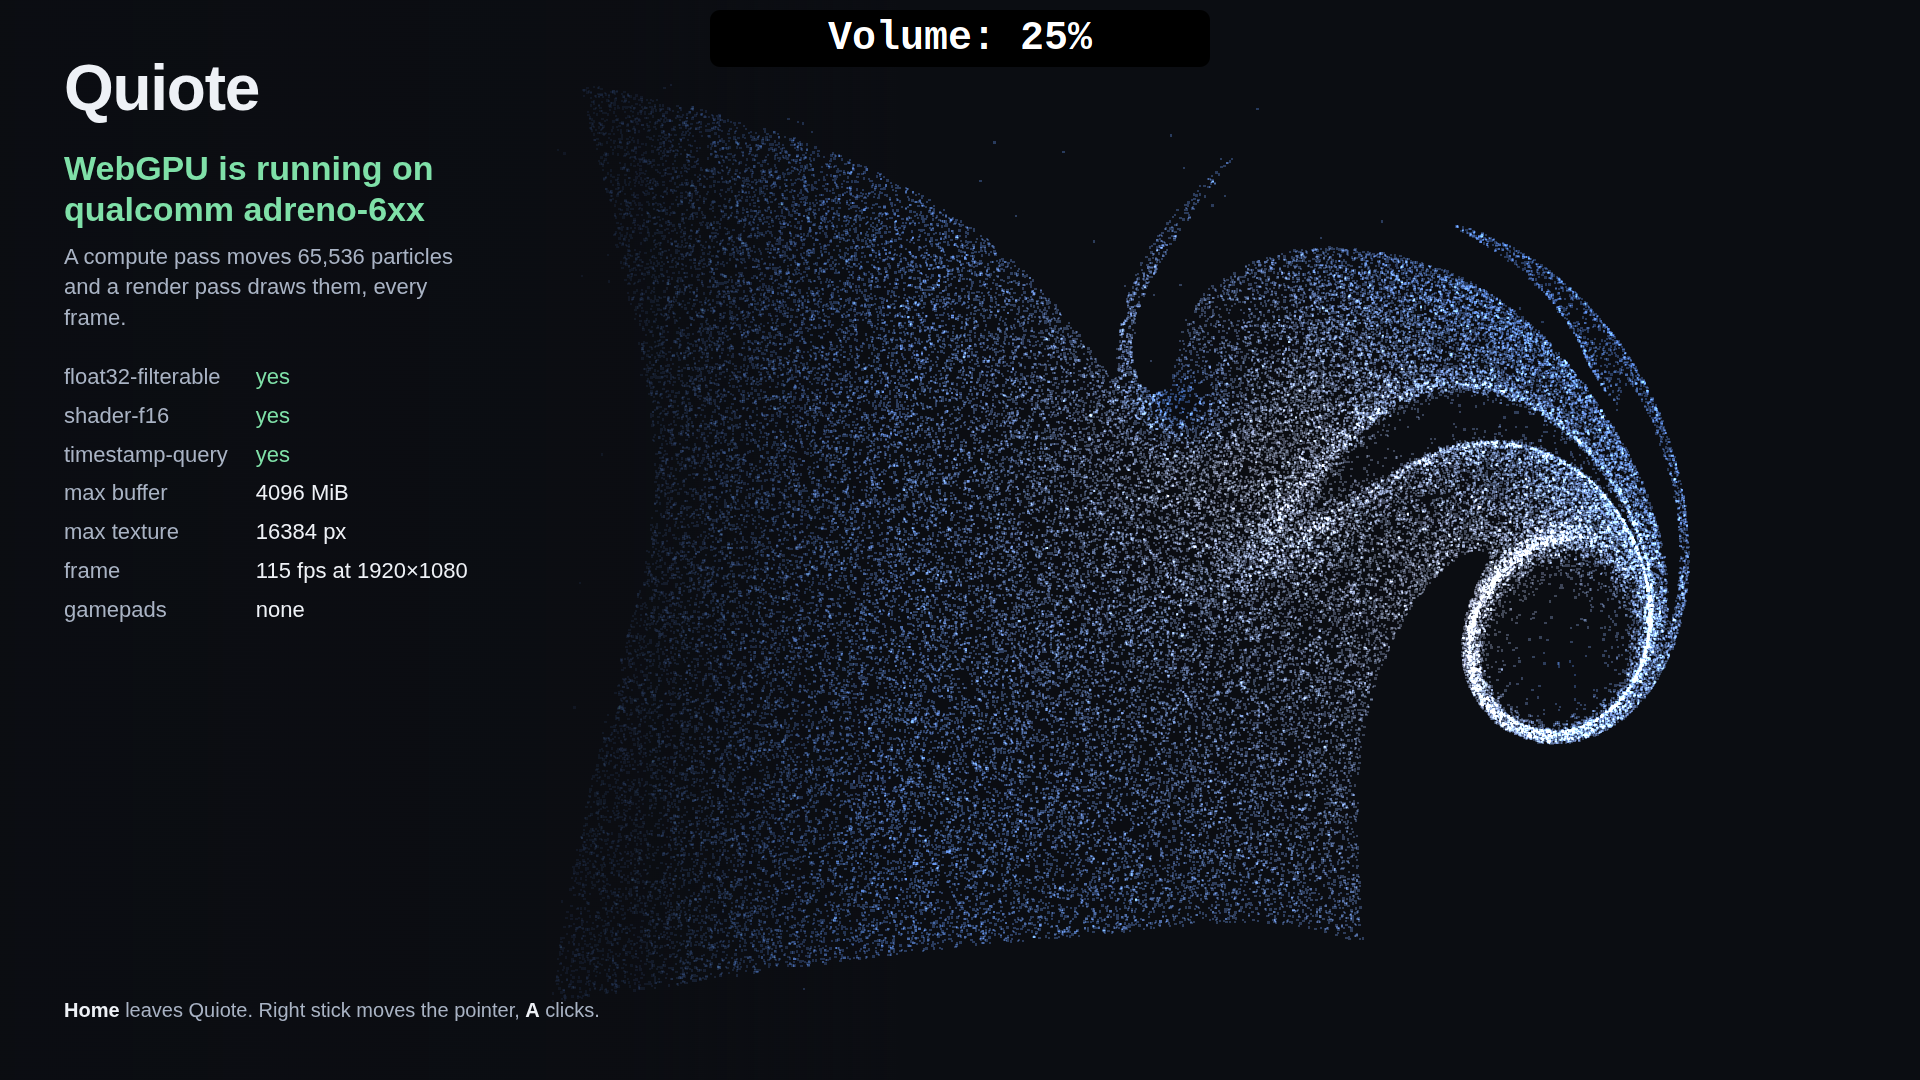 Volume: 25%
Quiote
WebGPU is running on
qualcomm adreno-6xx
A compute pass moves 65,536 particles
and a render pass draws them, every
frame.
float32-filterable yes
shader-f16 yes
timestamp-query yes
max buffer 4096 MiB
max texture 16384 px
frame 115 fps at 1920×1080
gamepads none
Home leaves Quiote. Right stick moves the pointer, A clicks.